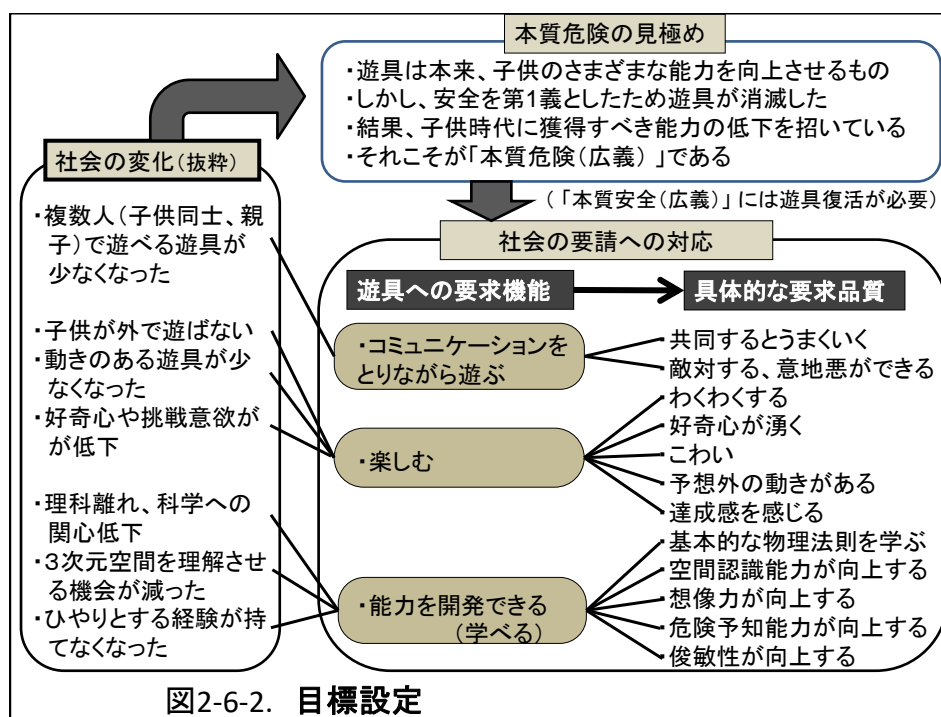 本質危険の見極め
・遊具は本来、子供のさまざまな能力を向上させるもの
・しかし、安全を第1義としたため遊具が消滅した
・結果、子供時代に獲得すべき能力の低下を招いている
・それこそが「本質危険(広義)」である
(「本質安全(広義)」には遊具復活が必要)
社会の変化(抜粋)
・複数人(子供同士、親
子)で遊べる遊具が
少なくなった
・子供が外で遊ばない
・動きのある遊具が少
なくなった
・好奇心や挑戦意欲が
が低下
・理科離れ、科学への
関心低下
・3次元空間を理解させ
る機会が減った
・ひやりとする経験が持
てなくなった
社会の要請への対応
遊具への要求機能
具体的な要求品質
・コミュニケーションを
とりながら遊ぶ
・楽しむ
・能力を開発できる
(学べる)
・共同するとうまくいく
・敵対する、意地悪ができる
・わくわくする
・好奇心が湧く
・こわい
・予想外の動きがある
・達成感を感じる
・基本的な物理法則を学ぶ
・空間認識能力が向上する
・想像力が向上する
・危険予知能力が向上する
・俊敏性が向上する
図2-6-2. 目標設定